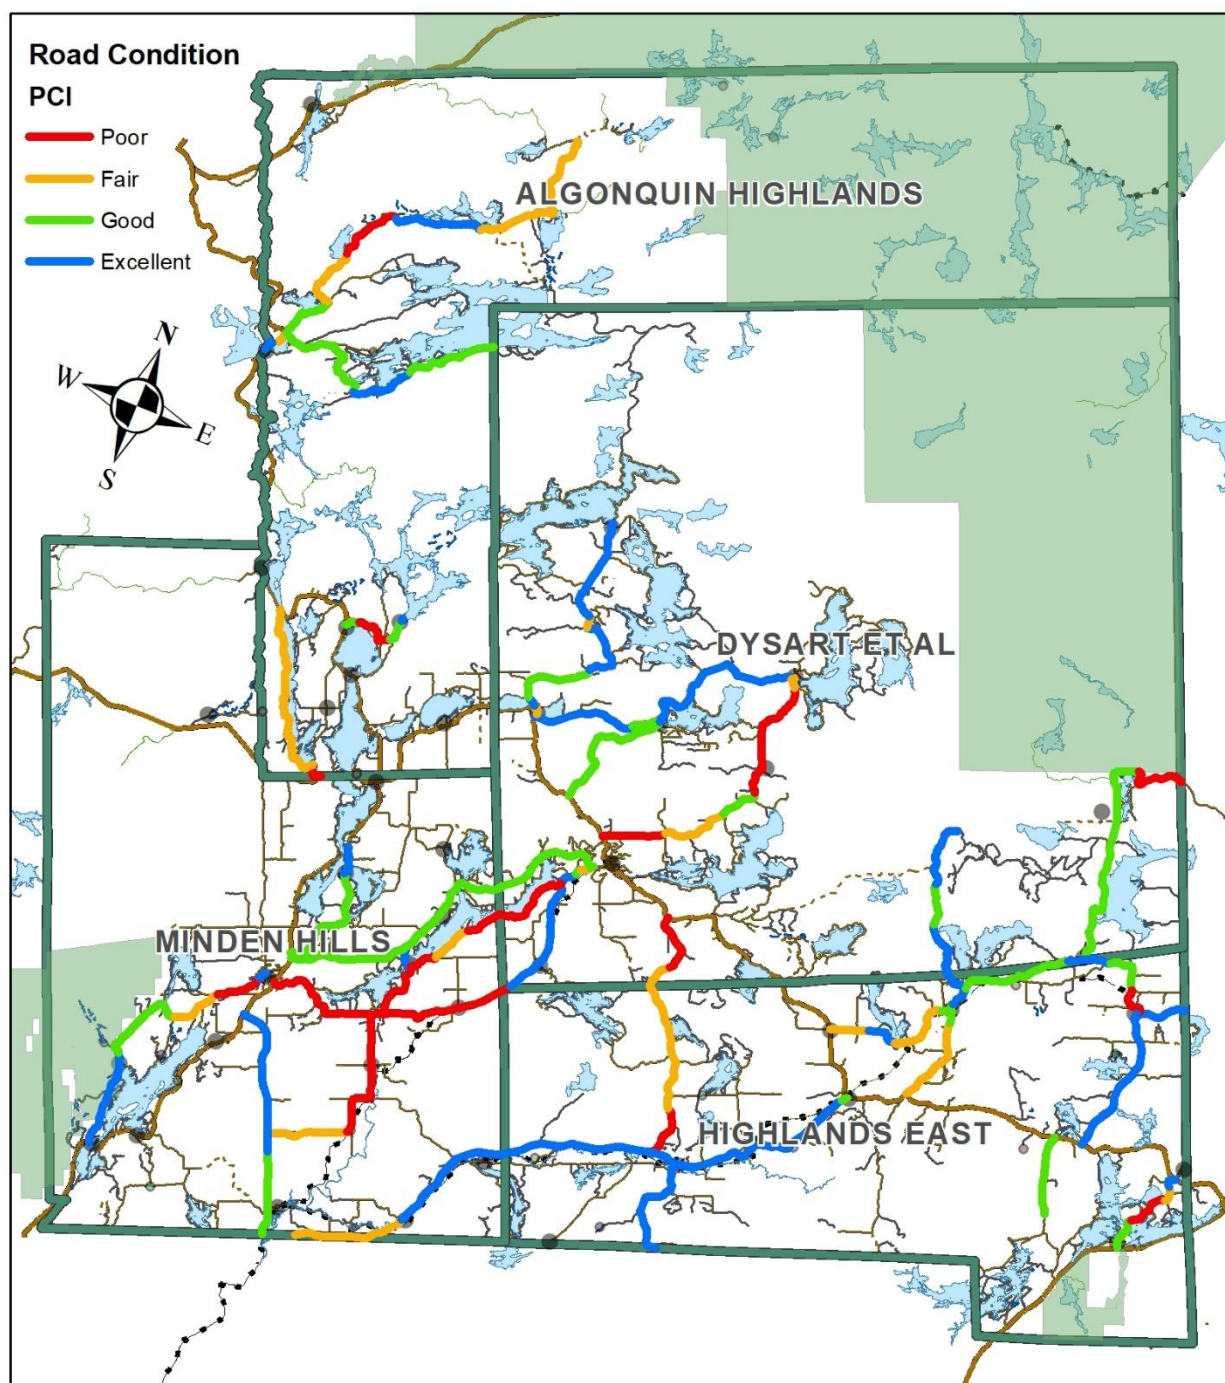 Road Condition
PCI
Poor
Fair
Good
Excellent
ALGONQUIN HIGHLANDS
N
W
E
S
DYSART ET AL
MINDEN HILLS
HIGHLANDS EAST